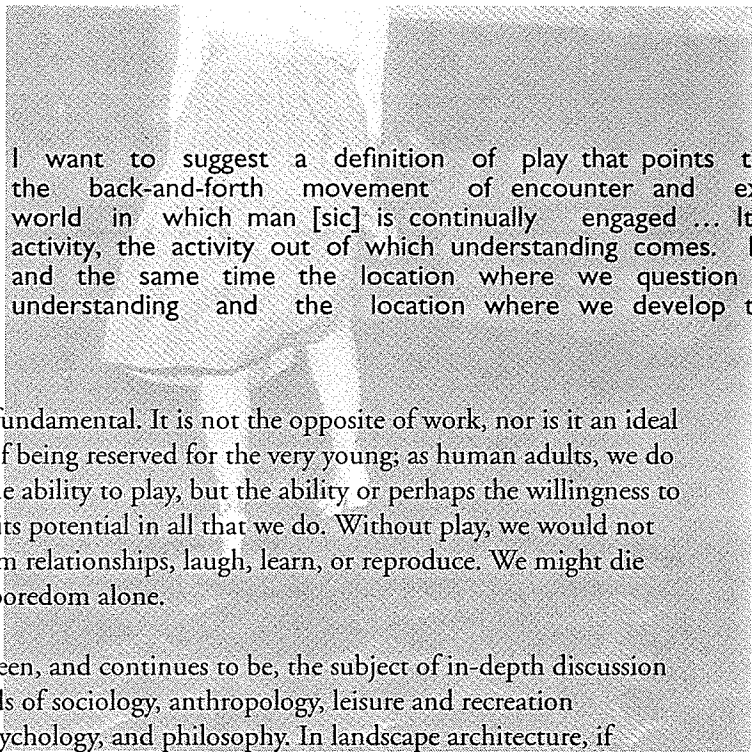 I want to suggest a definition of play that points
the back-and-forth movement of encounter and
world in which man [sic] is continually engaged ... It
activity, the activity out of which understanding comes.
and the same time the location where we question
understanding and the location where we develop
fundamental. It is not the opposite of work, nor is it an ideal
being reserved for the very young; as human adults, we do
ability to play, but the ability or perhaps the willingness to
its potential in all that we do. Without play, we would not
relationships, laugh, learn, or reproduce. We might die
boredom alone.
een, and continues to be, the subject of in-depth discussion
ls of sociology, anthropology, leisure and recreation
ychology, and philosophy. In landscape architecture, if